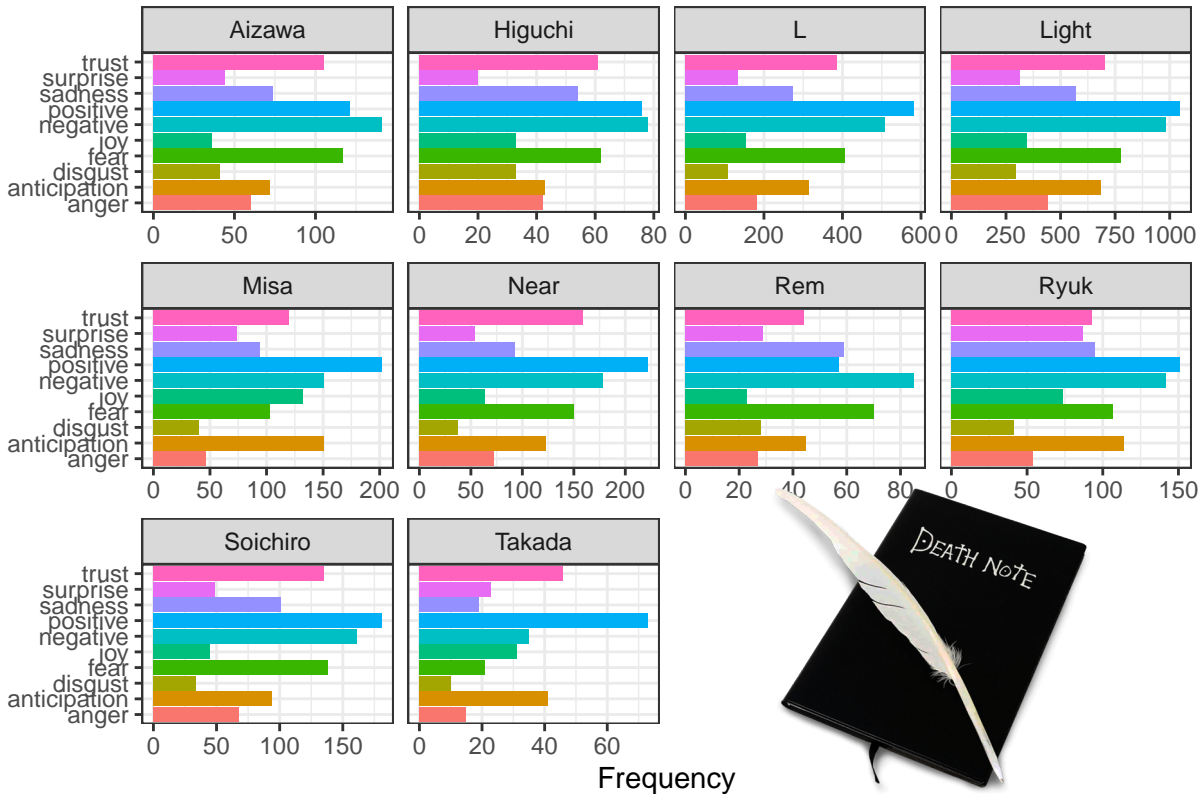 Aizawa Higuchi L Light
trust
surprise
sadness
positive
negative
joy
fear
disgust
anticipation
anger
0 50 100 0 20 40 60 80 0 200 400 600 0 250 500 750 1000
Misa Near Rem Ryuk
trust
surprise
sadness
positive
negative
joy
fear
disgust
anticipation
anger
0 50 100 150 200 0 50 100 150 200 0 20 40 60 80 0 50 100 150
Soichiro Takada
trust
surprise
sadness
positive
negative
joy
fear
disgust
anticipation
anger
0 50 100 150 0 20 40 60
Frequency
DEATH NOTE